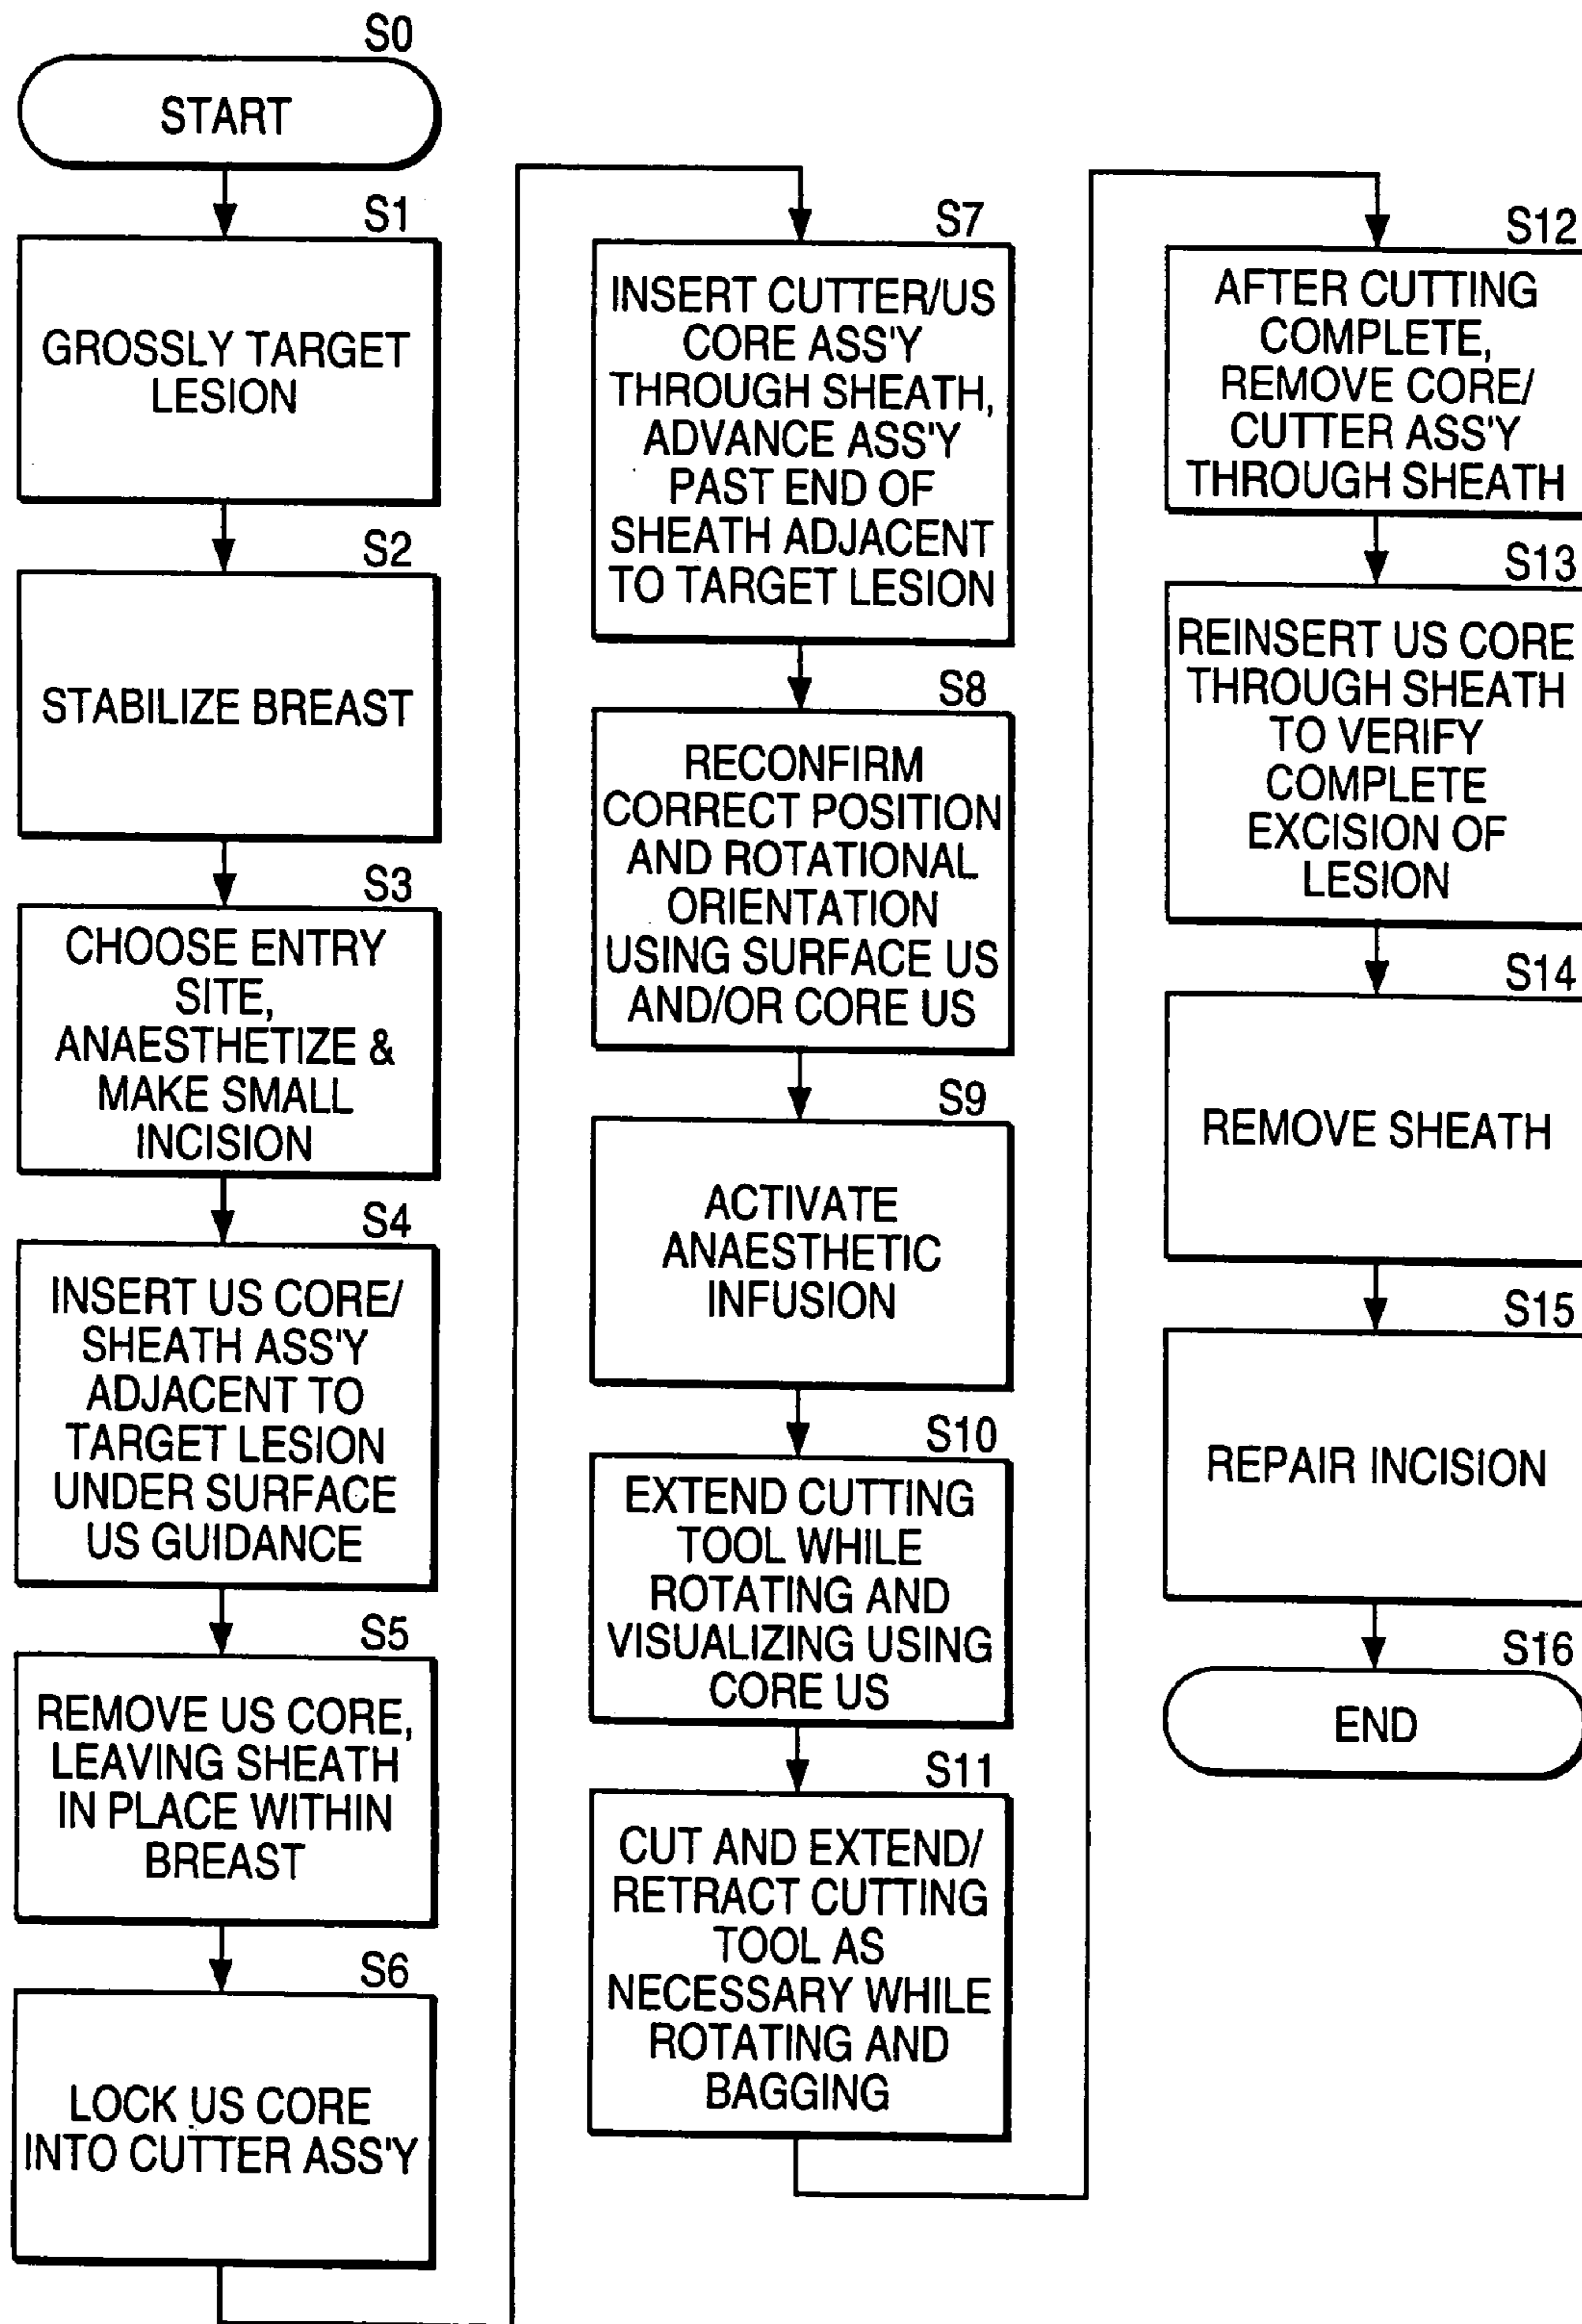 S0
START
S1
GROSSLY TARGET
LESION
S2
STABILIZE BREAST
S3
CHOOSE ENTRY
SITE,
ANAESTHETIZE &
MAKE SMALL
INCISION
S4
INSERT US CORE/
SHEATH ASS'Y
ADJACENT TO
TARGET LESION
UNDER SURFACE
US GUIDANCE
S5
REMOVE US CORE,
LEAVING SHEATH
IN PLACE WITHIN
BREAST
S6
LOCK US CORE
INTO CUTTER ASS'Y
S7
INSERT CUTTER/US
CORE ASS'Y
THROUGH SHEATH,
ADVANCE ASS'Y
PAST END OF
SHEATH ADJACENT
TO TARGET LESION
S8
RECONFIRM
CORRECT POSITION
AND ROTATIONAL
ORIENTATION
USING SURFACE US
AND/OR CORE US
S9
ACTIVATE
ANAESTHETIC
INFUSION
S10
EXTEND CUTTING
TOOL WHILE
ROTATING AND
VISUALIZING USING
CORE US
S11
CUT AND EXTEND/
RETRACT CUTTING
TOOL AS
NECESSARY WHILE
ROTATING AND
BAGGING
S12
AFTER CUTTING
COMPLETE,
REMOVE CORE/
CUTTER ASS'Y
THROUGH SHEATH
S13
REINSERT US CORE
THROUGH SHEATH
TO VERIFY
COMPLETE
EXCISION OF
LESION
S14
REMOVE SHEATH
S15
REPAIR INCISION
S16
END